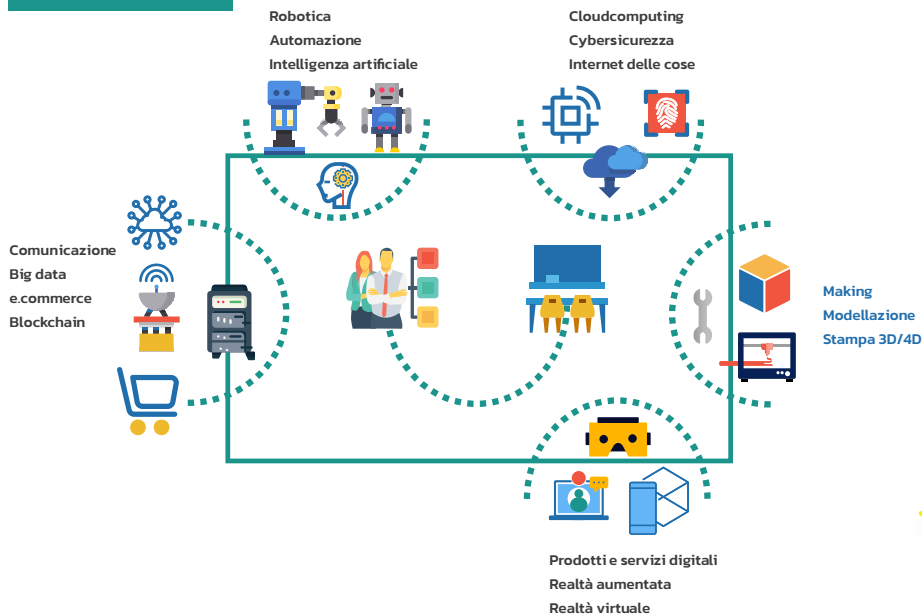 Robotica
Automazione
Intelligenza artificiale
Cloudcomputing
Cybersicurezza
Internet delle cose
Comunicazione
Big data
e.commerce
Blockchain
Making
Modellazione
Stampa 3D/4D
Prodotti e servizi digitali
Realtà aumentata
Realtà virtuale